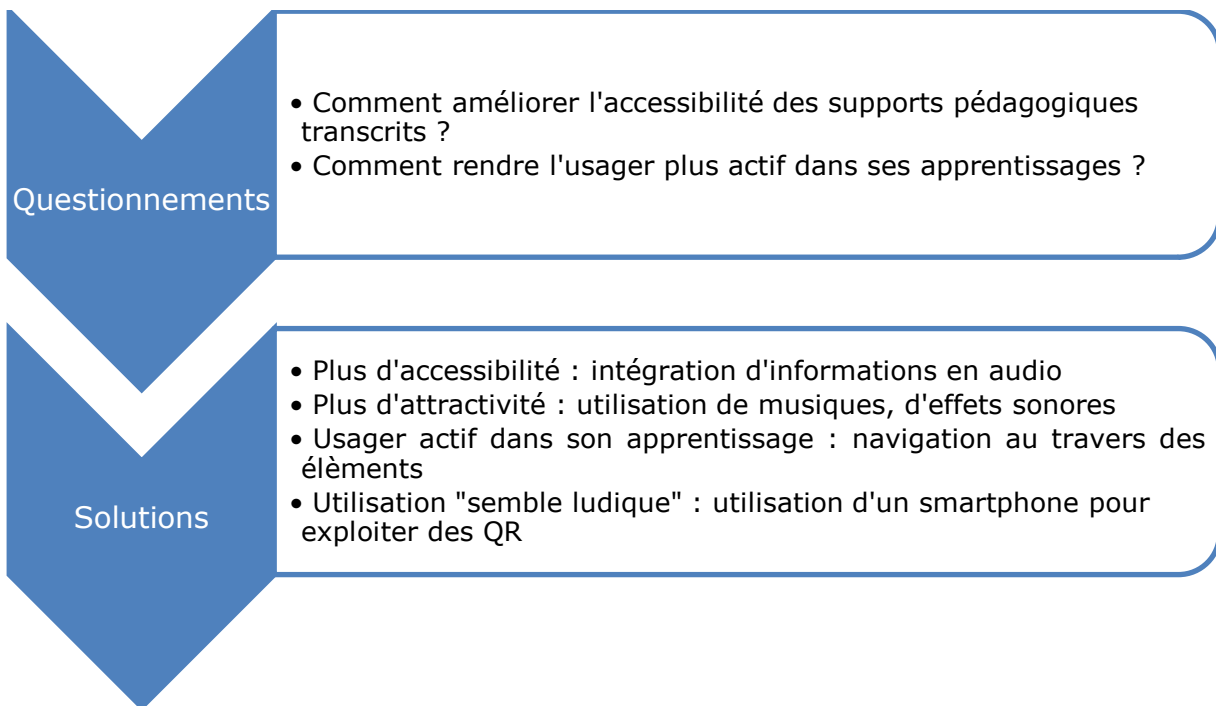 Questionnements
• Comment améliorer l'accessibilité des supports pédagogiques
transcrits ?
• Comment rendre l'usager plus actif dans ses apprentissages ?
Solutions
• Plus d'accessibilité : intégration d'informations en audio
• Plus d'attractivité : utilisation de musiques, d'effets sonores
• Usager actif dans son apprentissage : navigation au travers des
élèments
• Utilisation "semble ludique" : utilisation d'un smartphone pour
exploiter des QR